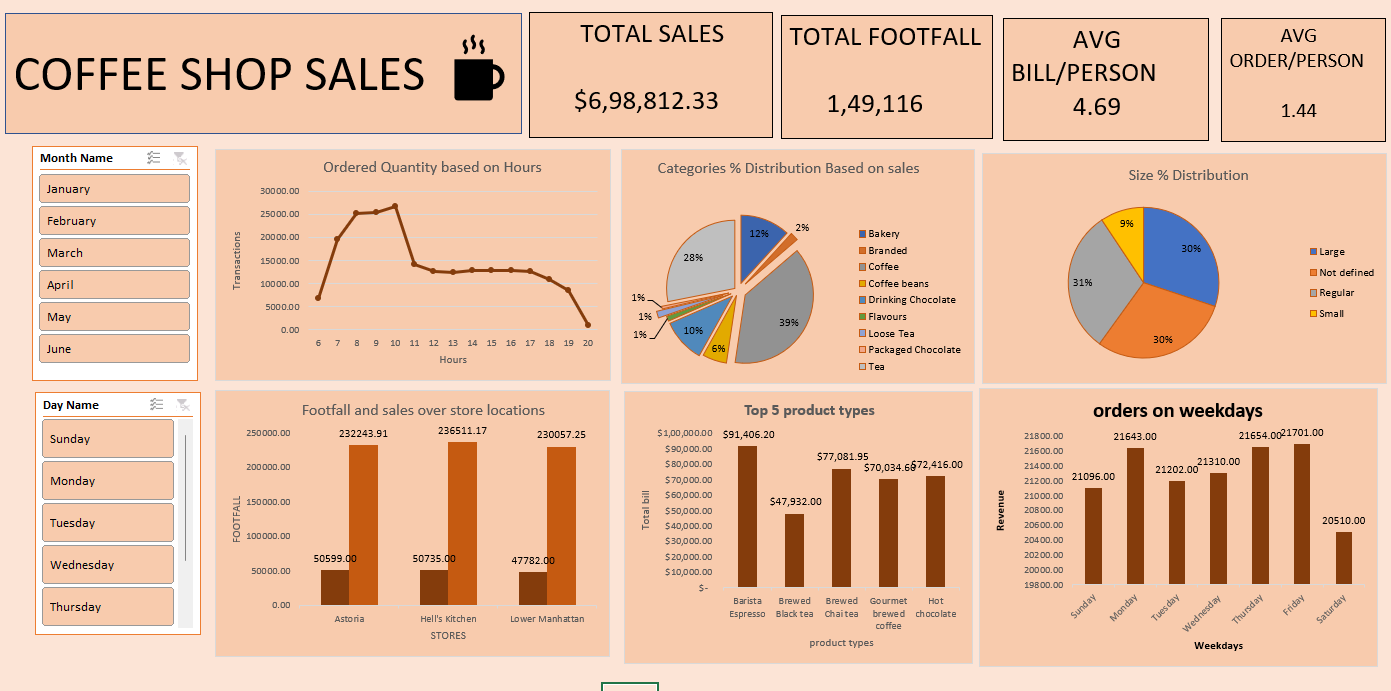 COFFEE SHOP SALES
TOTAL SALES
$6,98,812.33
TOTAL FOOTFALL
1,49,116
AVG
BILL/PERSON
4.69
AVG
ORDER/PERSON
1.44
Month Name
January
February
March
April
May
June
Ordered Quantity based on Hours
Transactions
30000.00
25000.00
20000.00
15000.00
10000.00
5000.00
0.00
6 7 8 9 10 11 12 13 14 15 16 17 18 19 20
Hours
Categories % Distribution Based on sales
12%
2%
39%
6%
10%
1%
1%
1%
28%
Bakery
Branded
Coffee
Coffee beans
Drinking Chocolate
Flavours
Loose Tea
Packaged Chocolate
Tea
Size % Distribution
30%
30%
31%
9%
Large
Not defined
Regular
Small
Day Name
Sunday
Monday
Tuesday
Wednesday
Thursday
Footfall and sales over store locations
FOOTFALL
250000.00
200000.00
150000.00
100000.00
50000.00
0.00
50599.00
232243.91
50735.00
236511.17
47782.00
230057.25
Astoria
Hell's Kitchen
Lower Manhattan
STORES
Top 5 product types
Total bill
$1,00,000.00
$90,000.00
$80,000.00
$70,000.00
$60,000.00
$50,000.00
$40,000.00
$30,000.00
$20,000.00
$10,000.00
$-
$91,406.20
$47,932.00
$77,081.95
$70,034.60
$72,416.00
Barista
Espresso
Brewed
Black tea
Brewed
Chai tea
Gourmet
brewed
coffee
Hot
chocolate
product types
orders on weekdays
Revenue
21800.00
21600.00
21400.00
21200.00
21000.00
20800.00
20600.00
20400.00
20200.00
20000.00
19800.00
21096.00
21643.00
21202.00
21310.00
21654.00
21701.00
20510.00
Sunday
Monday
Tuesday
Wednesday
Thursday
Friday
Saturday
Weekdays